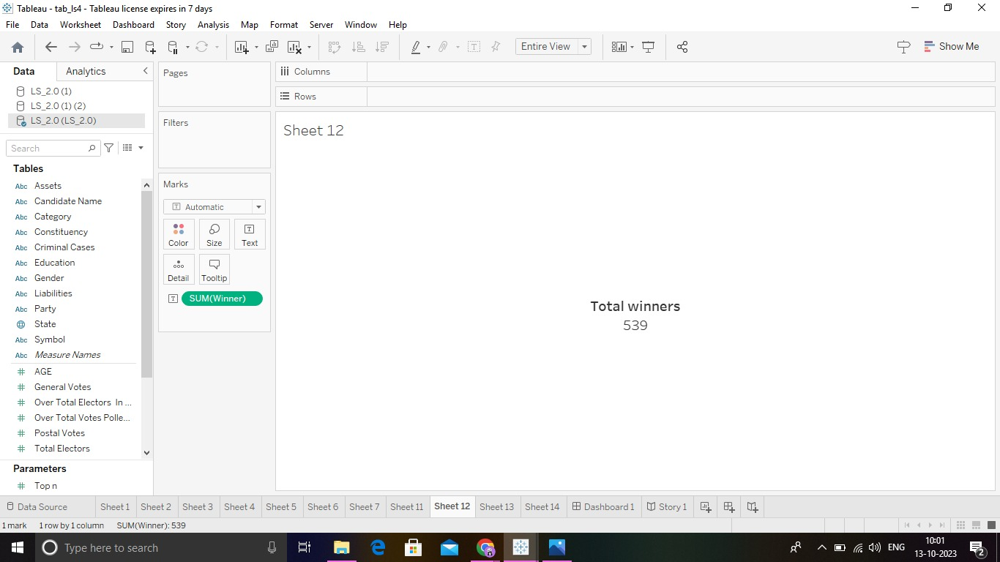 Tableau - tab_ls4 - Tableau license expires in 7 days
File Data Worksheet Dashboard Story Analysis Map Format Server Window Help
Entire View
Show Me
Data Analytics
LS_2.0 (1)
LS_2.0 (1) (2)
LS_2.0 (LS_2.0)
Search
Tables
Abc Assets
Abc Candidate Name
Abc Category
Abc Constituency
Abc Criminal Cases
Abc Education
Abc Gender
Abc Liabilities
Abc Party
State
Abc Symbol
Abc Measure Names
# AGE
# General Votes
# Over Total Electors In ...
# Over Total Votes Polle...
# Postal Votes
# Total Electors
Parameters
# Top n
Pages
Filters
Marks
T Automatic
Color Size Text
Detail Tooltip
T SUM(Winner)
Columns
Rows
Sheet 12
Total winners
539
Data Source Sheet 1 Sheet 2 Sheet 3 Sheet 4 Sheet 5 Sheet 6 Sheet 7 Sheet 11 Sheet 12 Sheet 13 Sheet 14 Dashboard 1 Story 1
1 mark 1 row by 1 column SUM(Winner): 539
Type here to search
ENG
10:01
13-10-2023
2